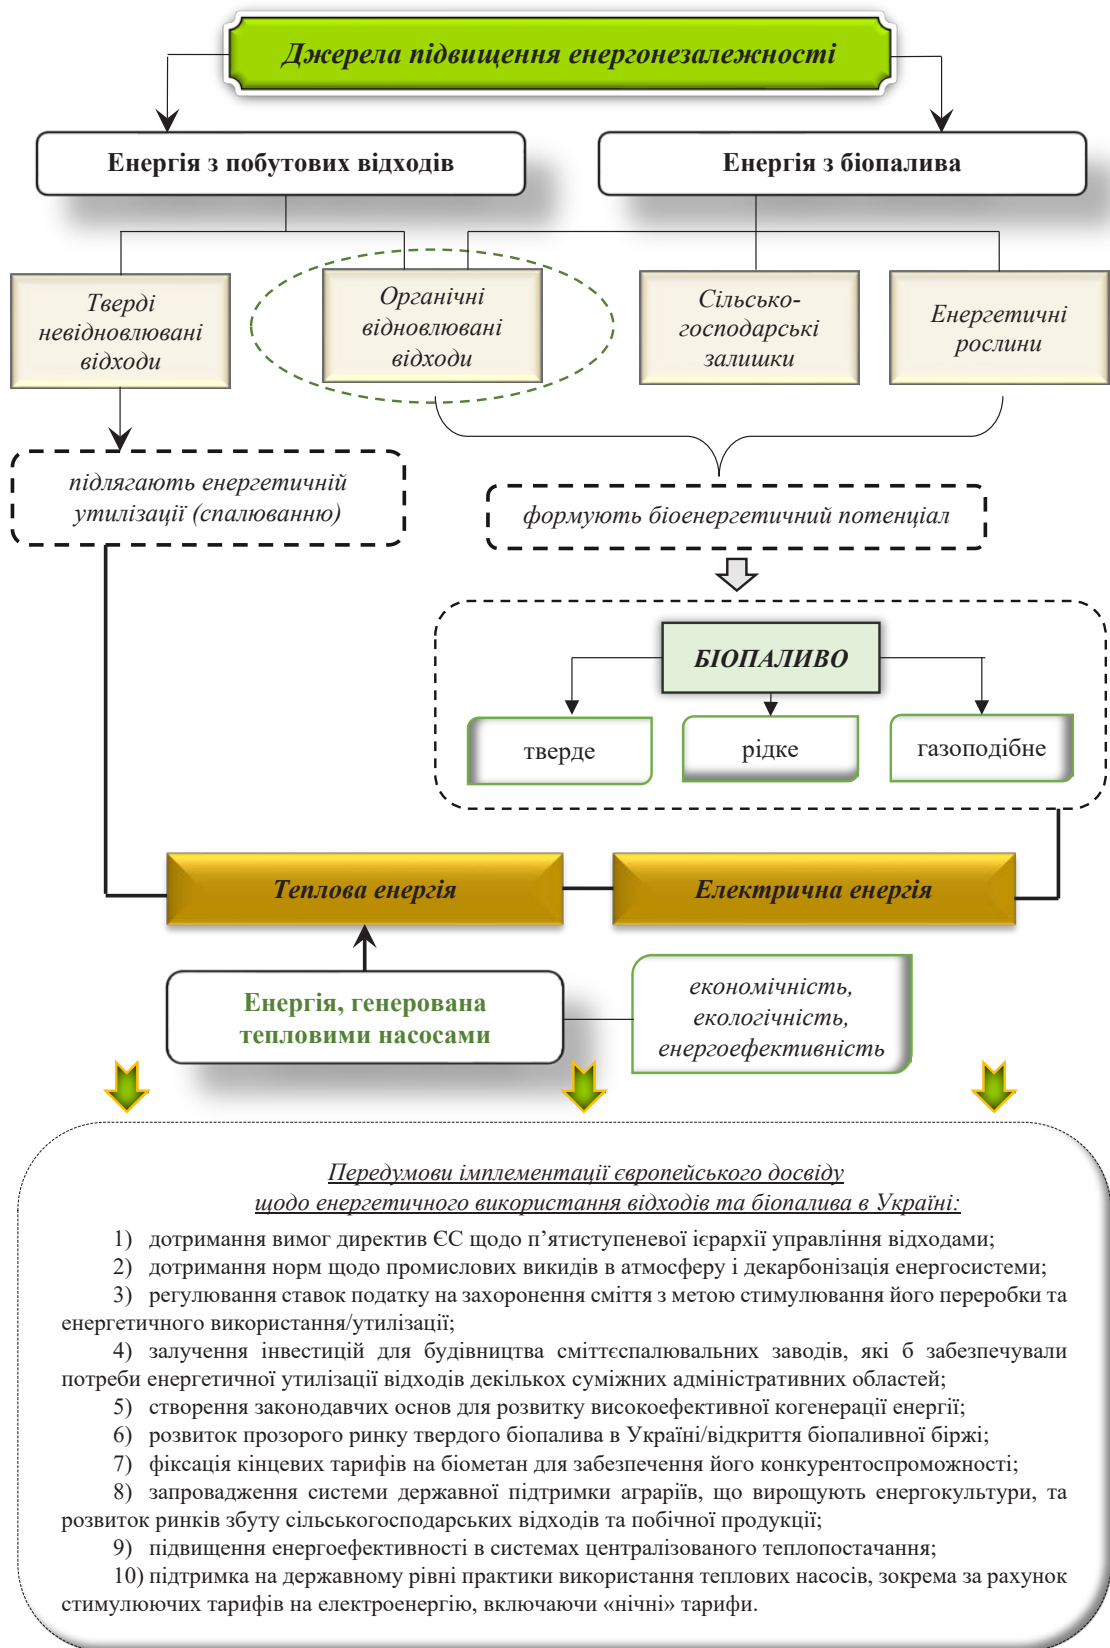 Джерела підвищення енергонезалежності
Енергія з побутових відходів
Енергія з біопалива
Тверді
невідновлювані
відходи
Органічні
відновлювані
відходи
Сільсько-
господарські
залишки
Енергетичні
рослини
підлягають енергетичній
утилізації (спалюванню)
формують біоенергетичний потенціал
БІОПАЛИВО
тверде
рідке
газоподібне
Теплова енергія
Електрична енергія
Енергія, генерована
тепловими насосами
економічність,
екологічність,
енергоефективність
Передумови імплементації європейського досвіду
щодо енергетичного використання відходів та біопалива в Україні:
1) дотримання вимог директив ЄС щодо п’ятиступеневої ієрархії управління відходами;
2) дотримання норм щодо промислових викидів в атмосферу і декарбонізація енергосистеми;
3) регулювання ставок податку на захоронення сміття з метою стимулювання його переробки та
енергетичного використання/утилізації;
4) залучення інвестицій для будівництва сміттєспалювальних заводів, які б забезпечували
потреби енергетичної утилізації відходів декількох суміжних адміністративних областей;
5) створення законодавчих основ для розвитку високоефективної когенерації енергії;
6) розвиток прозорого ринку твердого біопалива в Україні/відкриття біопаливної біржі;
7) фіксація кінцевих тарифів на біометан для забезпечення його конкурентоспроможності;
8) запровадження системи державної підтримки аграріїв, що вирощують енергокультури, та
розвиток ринків збуту сільськогосподарських відходів та побічної продукції;
9) підвищення енергоефективності в системах централізованого теплопостачання;
10) підтримка на державному рівні практики використання теплових насосів, зокрема за рахунок
стимулюючих тарифів на електроенергію, включаючи «нічні» тарифи.